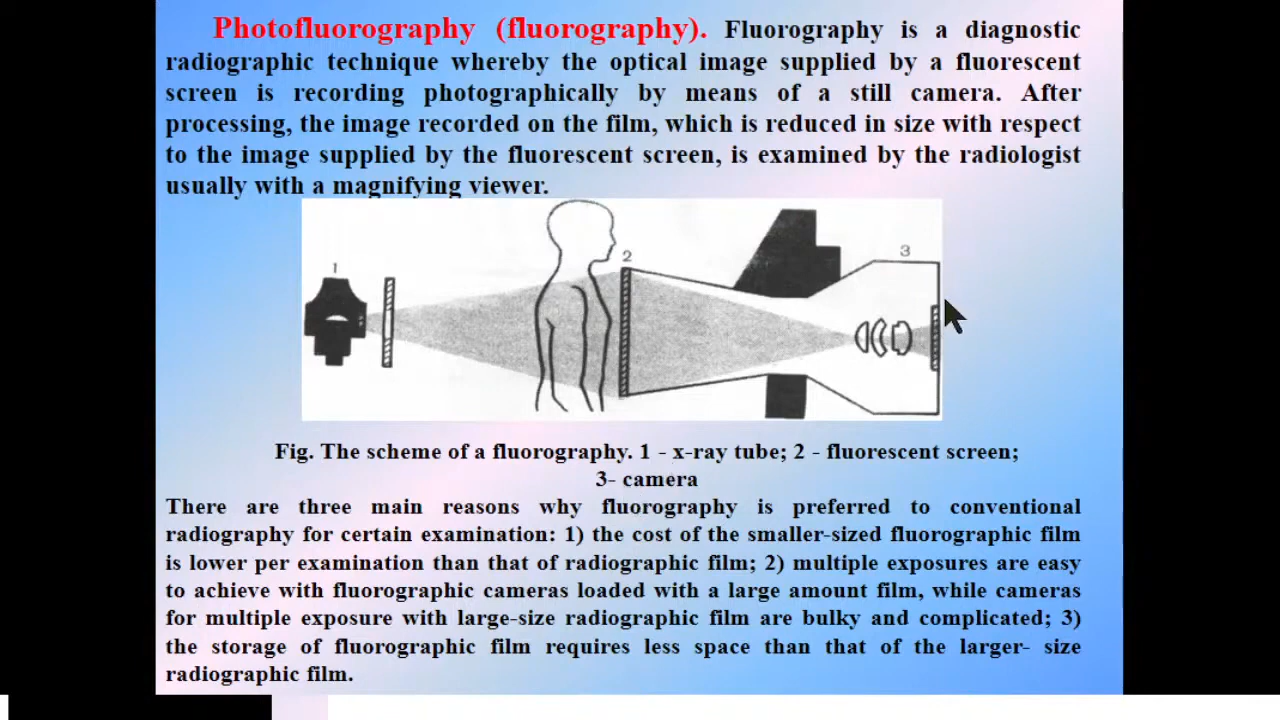 Photofluorography (fluorography). Fluorography is a diagnostic
radiographic technique whereby the optical image supplied by a fluorescent
screen is recording photographically by means of a still camera. After
processing, the image recorded on the film, which is reduced in size with respect
to the image supplied by the fluorescent screen, is examined by the radiologist
usually with a magnifying viewer.
1
2
3
Fig. The scheme of a fluorography. 1 - x-ray tube; 2 - fluorescent screen;
3- camera
There are three main reasons why fluorography is preferred to conventional
radiography for certain examination: 1) the cost of the smaller-sized fluorographic film
is lower per examination than that of radiographic film; 2) multiple exposures are easy
to achieve with fluorographic cameras loaded with a large amount film, while cameras
for multiple exposure with large-size radiographic film are bulky and complicated; 3)
the storage of fluorographic film requires less space than that of the larger- size
radiographic film.